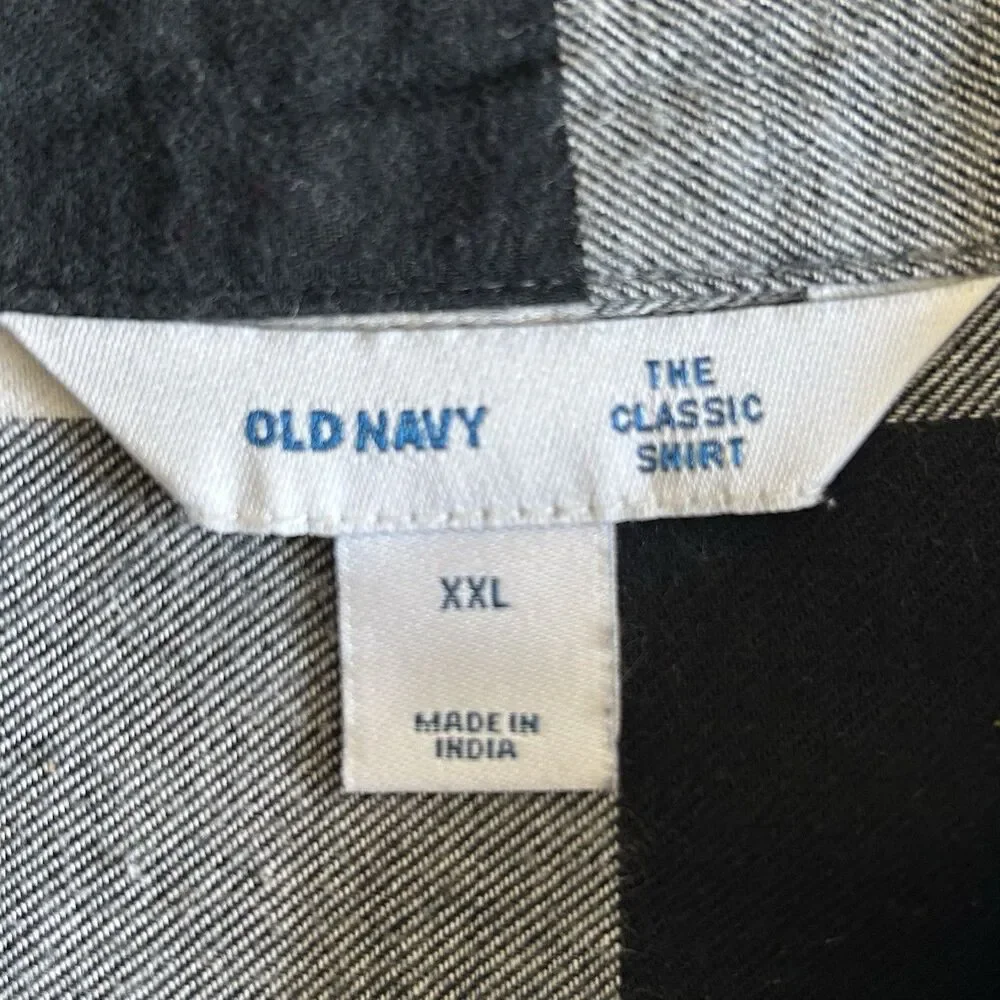 OLD NAVY
THE
CLASSIC
SHIRT
XXL
MADE IN
INDIA